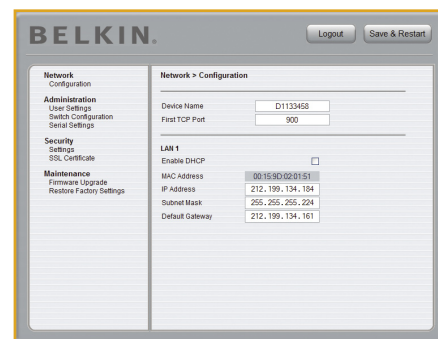 BELKIN.
Logout
Save & Restart
Network
Configuration
Administration
User Settings
Switch Configuration
Serial Settings
Security
Settings
SSL Certificate
Maintenance
Firmware Upgrade
Restore Factory Settings
Network > Configuration
Device Name D1133458
First TCP Port 900
LAN 1
Enable DHCP
MAC Address 00:15:9D:02:01:51
IP Address 212.199.134.184
Subnet Mask 255.255.255.224
Default Gateway 212.199.134.161